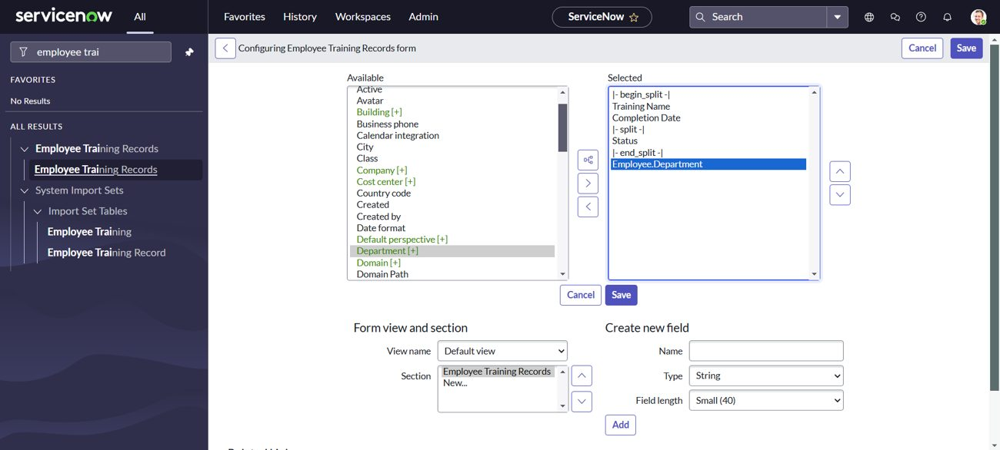 servicenow All Favorites History Workspaces Admin ServiceNow Search
employee trai
FAVORITES
No Results
ALL RESULTS
Employee Training Records
Employee Training Records
System Import Sets
Import Set Tables
Employee Training
Employee Training Record
Configuring Employee Training Records form Cancel Save
Available
Active
Avatar
Building [+]
Business phone
Calendar integration
City
Class
Company [+]
Cost center [+]
Country code
Created
Created by
Date format
Default perspective [+]
Department [+]
Domain [+]
Domain Path
Selected
|- begin_split -|
Training Name
Completion Date
|- split -|
Status
|- end_split -|
Employee.Department
Cancel Save
Form view and section
View name Default view
Section Employee Training Records
New...
Create new field
Name
Type String
Field length Small (40)
Add